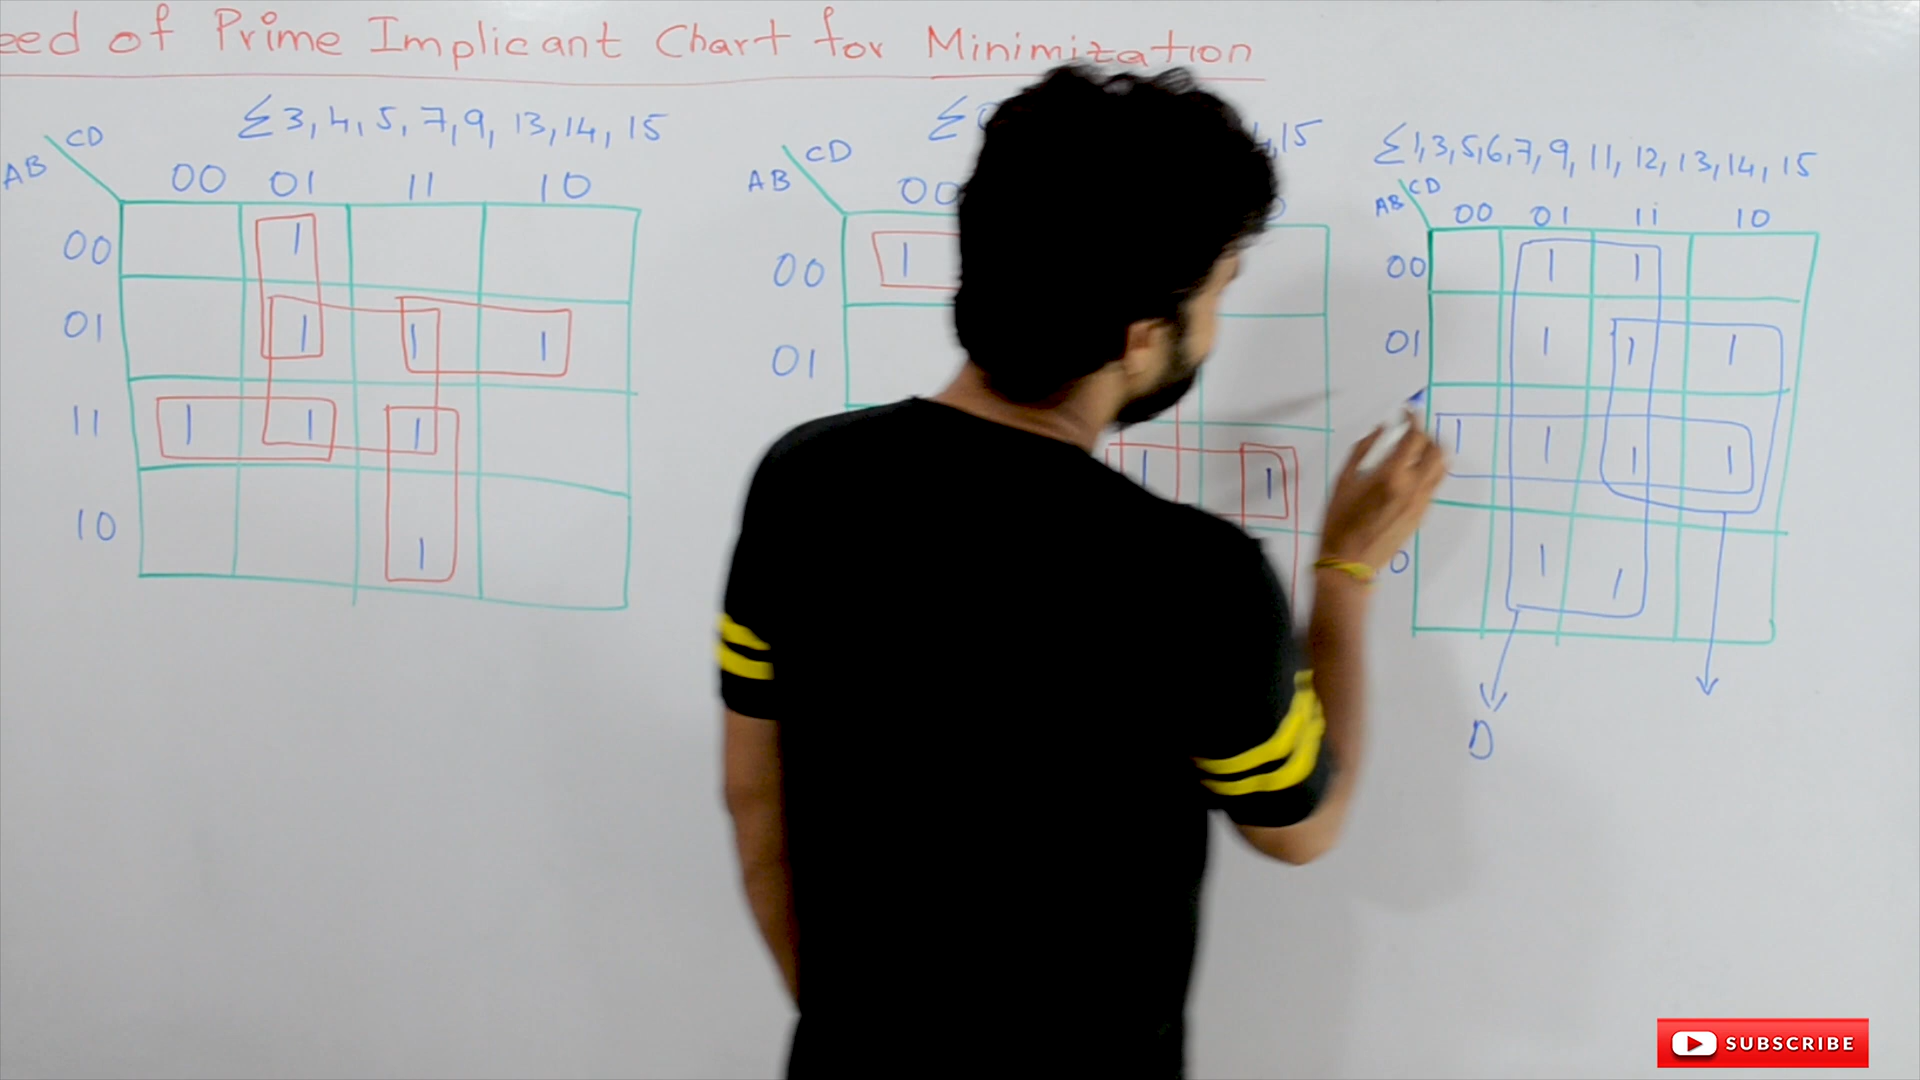 eed of Prime Implicant Chart for Minimization
Σ3, 4, 5, 7, 9, 13, 14, 15
CD
AB
00 01 11 10
00 1
01 1 1 1
11 1 1 1
10 1
Σ
,15
CD
AB
00
00 1
01
1 1
Σ1,3,5,6,7,9, 11, 12, 13, 14, 15
CD
AB
00 01 11 10
00 1 1
01 1 1 1
11 1 1 1
0 1 1
D
SUBSCRIBE